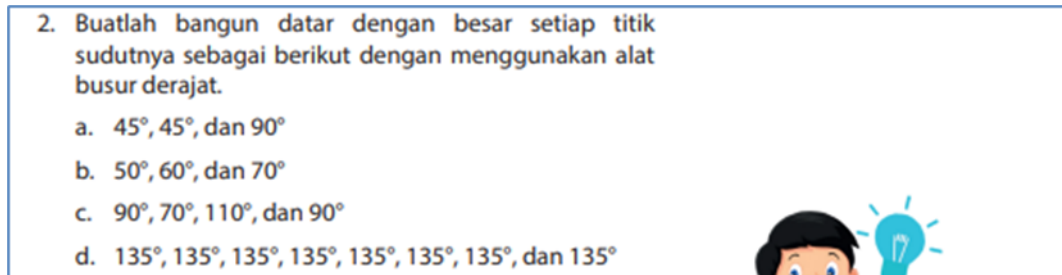 2. Buatlah bangun datar dengan besar setiap titik
sudutnya sebagai berikut dengan menggunakan alat
busur derajat.
a. 45°, 45°, dan 90°
b. 50°, 60°, dan 70°
c. 90°, 70°, 110°, dan 90°
d. 135°, 135°, 135°, 135°, 135°, 135°, 135°, dan 135°